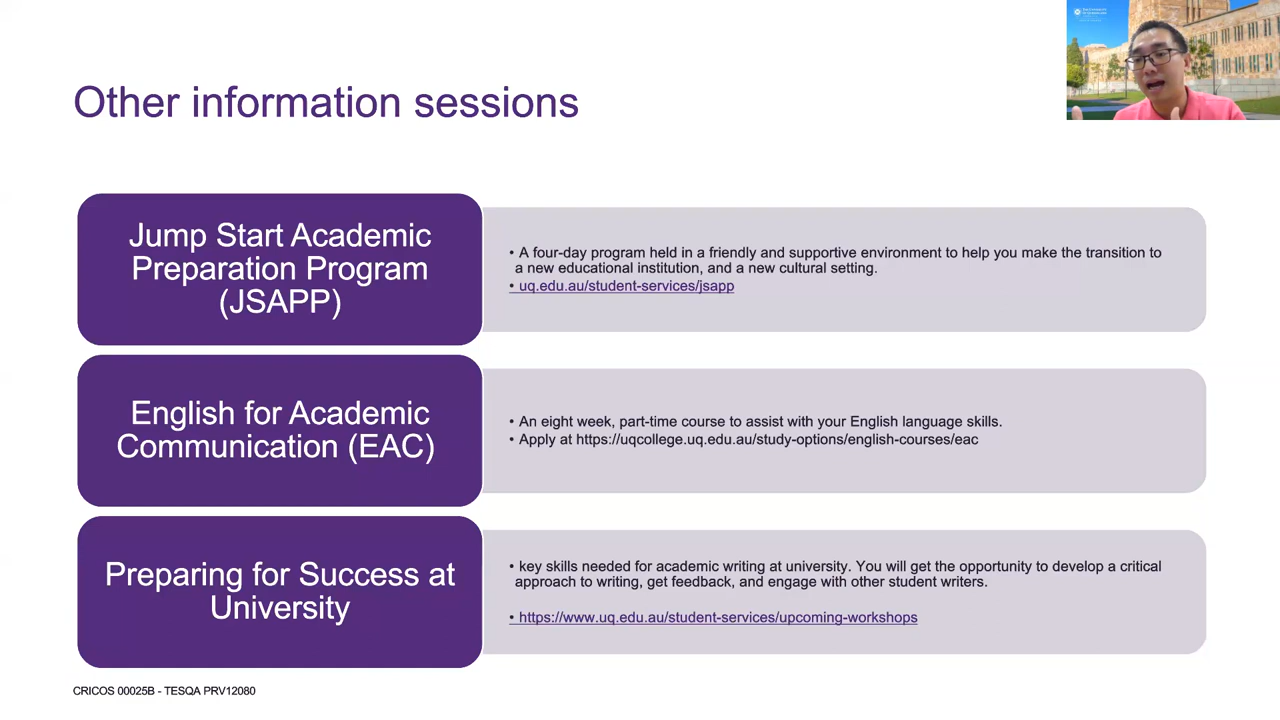 Other information sessions
Jump Start Academic
Preparation Program
(JSAPP)
• A four-day program held in a friendly and supportive environment to help you make the transition to
a new educational institution, and a new cultural setting.
• uq.edu.au/student-services/jsapp
English for Academic
Communication (EAC)
• An eight week, part-time course to assist with your English language skills.
• Apply at https://uqcollege.uq.edu.au/study-options/english-courses/eac
Preparing for Success at
University
• key skills needed for academic writing at university. You will get the opportunity to develop a critical
approach to writing, get feedback, and engage with other student writers.
• https://www.uq.edu.au/student-services/upcoming-workshops
CRICOS 00025B - TESQA PRV12080